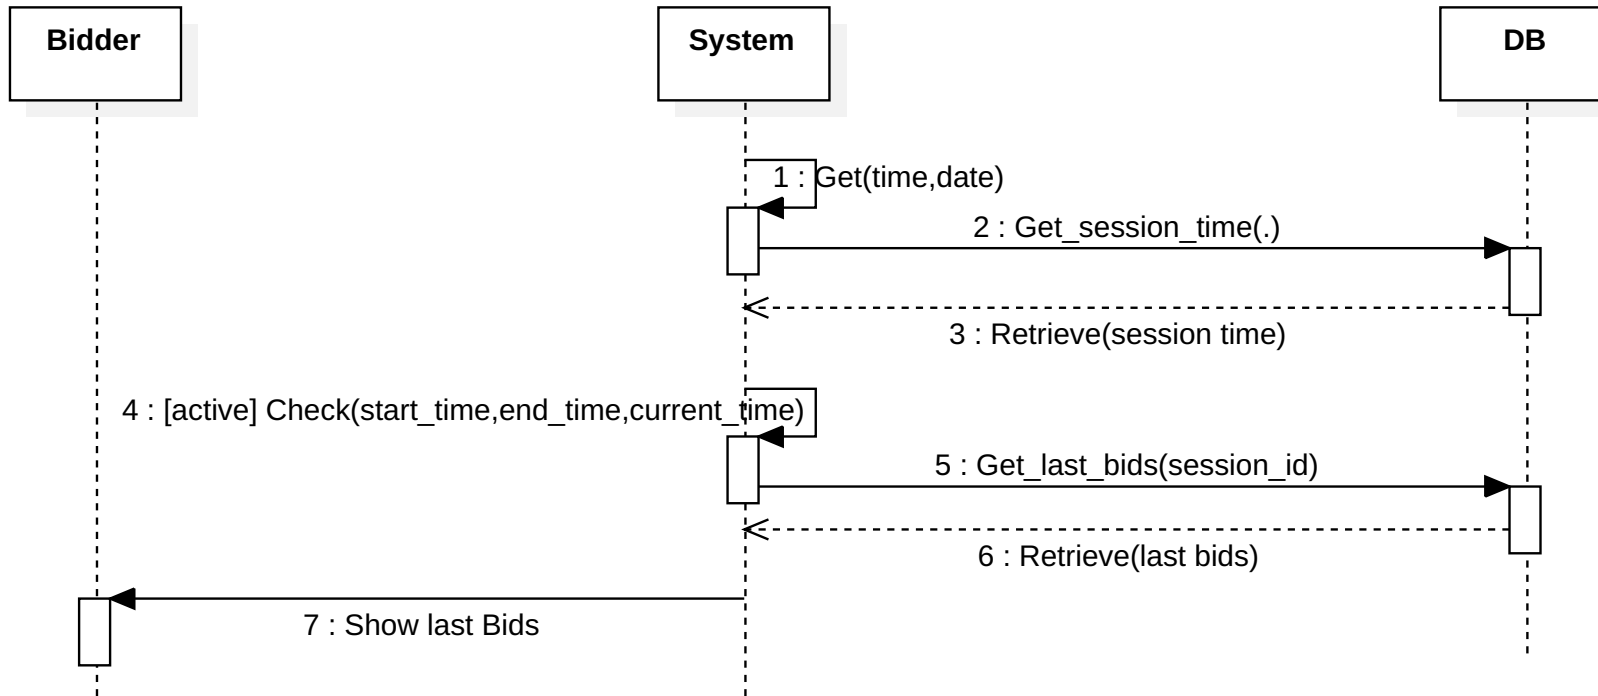 Bidder
System
DB
1 : Get(time,date)
2 : Get_session_time(.)
3 : Retrieve(session time)
4 : [active] Check(start_time,end_time,current_time)
5 : Get_last_bids(session_id)
6 : Retrieve(last bids)
7 : Show last Bids